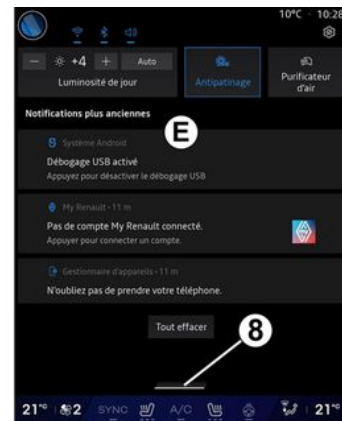 10°C 10:28
— +4 + Auto
Luminosité de jour
Antipatinage
Purificateur
d'air
Notifications plus anciennes
E
Système Android
Débogage USB activé
Appuyez pour désactiver le débogage USB
My Renault · 11 m
Pas de compte My Renault connecté.
Appuyer pour connecter un compte.
Gestionnaire d'appareils · 11 m
N'oubliez pas de prendre votre téléphone.
Tout effacer
8
21°C 2 SYNC A/C 21°C